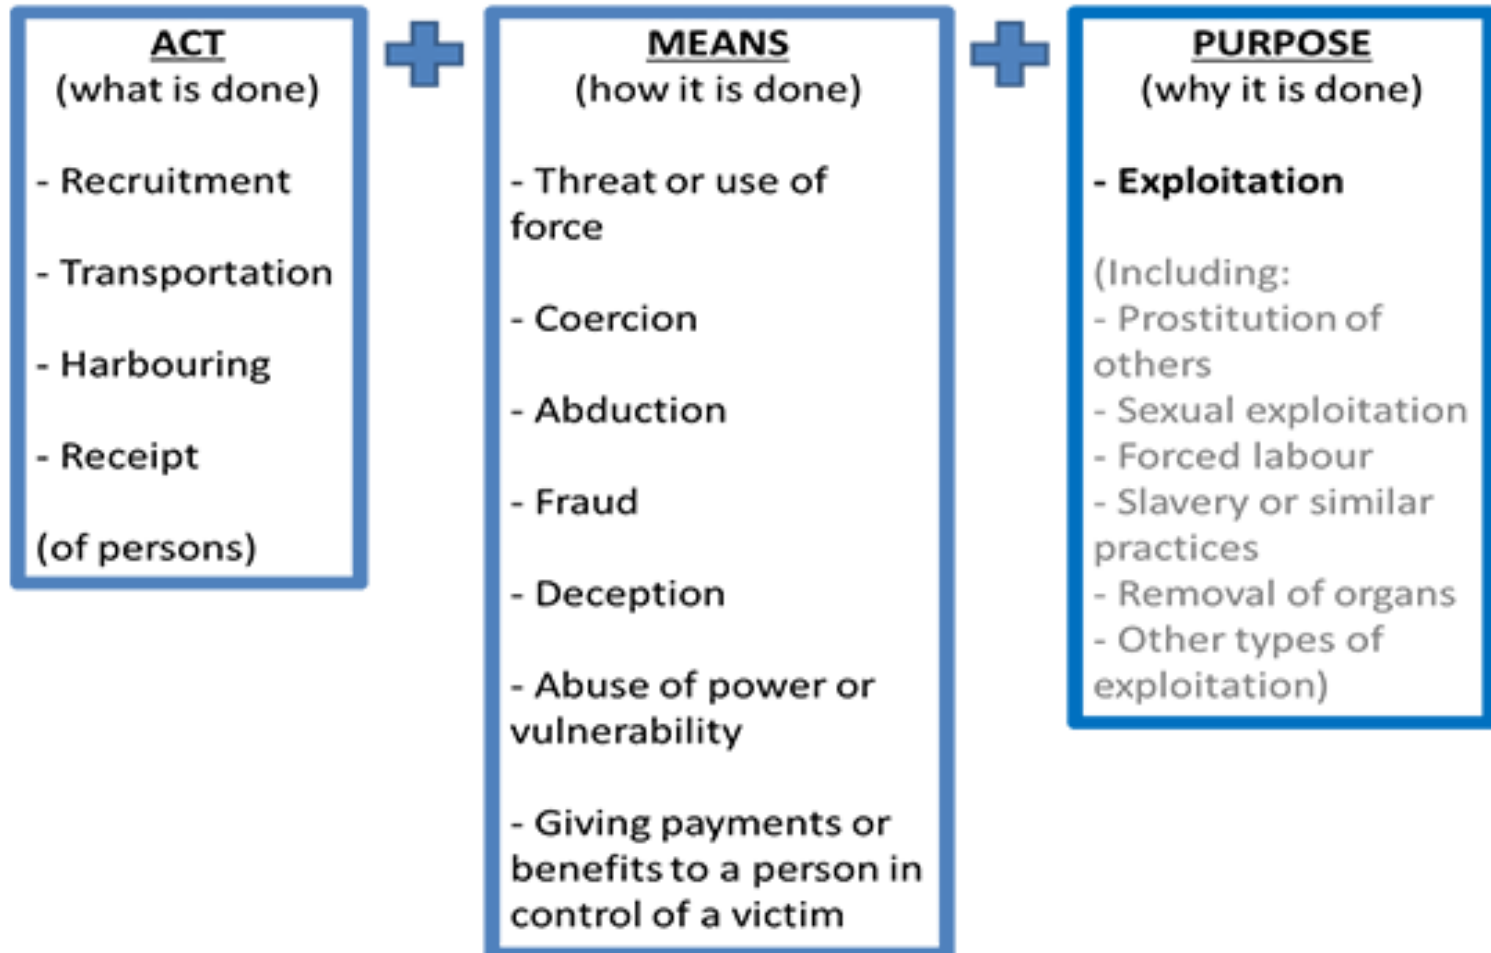 ACT
(what is done)
- Recruitment
- Transportation
- Harbouring
- Receipt
(of persons)
MEANS
(how it is done)
- Threat or use of
force
- Coercion
- Abduction
- Fraud
- Deception
- Abuse of power or
vulnerability
- Giving payments or
benefits to a person in
control of a victim
PURPOSE
(why it is done)
- Exploitation
(Including:
- Prostitution of
others
- Sexual exploitation
- Forced labour
- Slavery or similar
practices
- Removal of organs
- Other types of
exploitation)